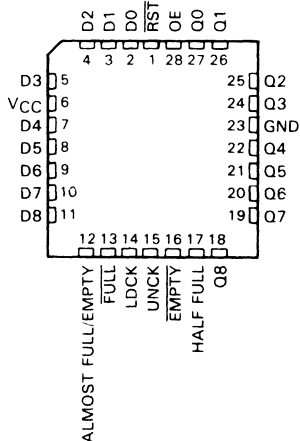 D2 D1 D0 RST OE Q0 Q1
4 3 2 1 28 27 26
D3 5 25 Q2
VCC 6 24 Q3
D4 7 23 GND
D5 8 22 Q4
D6 9 21 Q5
D7 10 20 Q6
D8 11 19 Q7
12 13 14 15 16 17 18
ALMOST FULL/EMPTY
FULL
LDCK
UNCK
EMPTY
HALF FULL
Q8